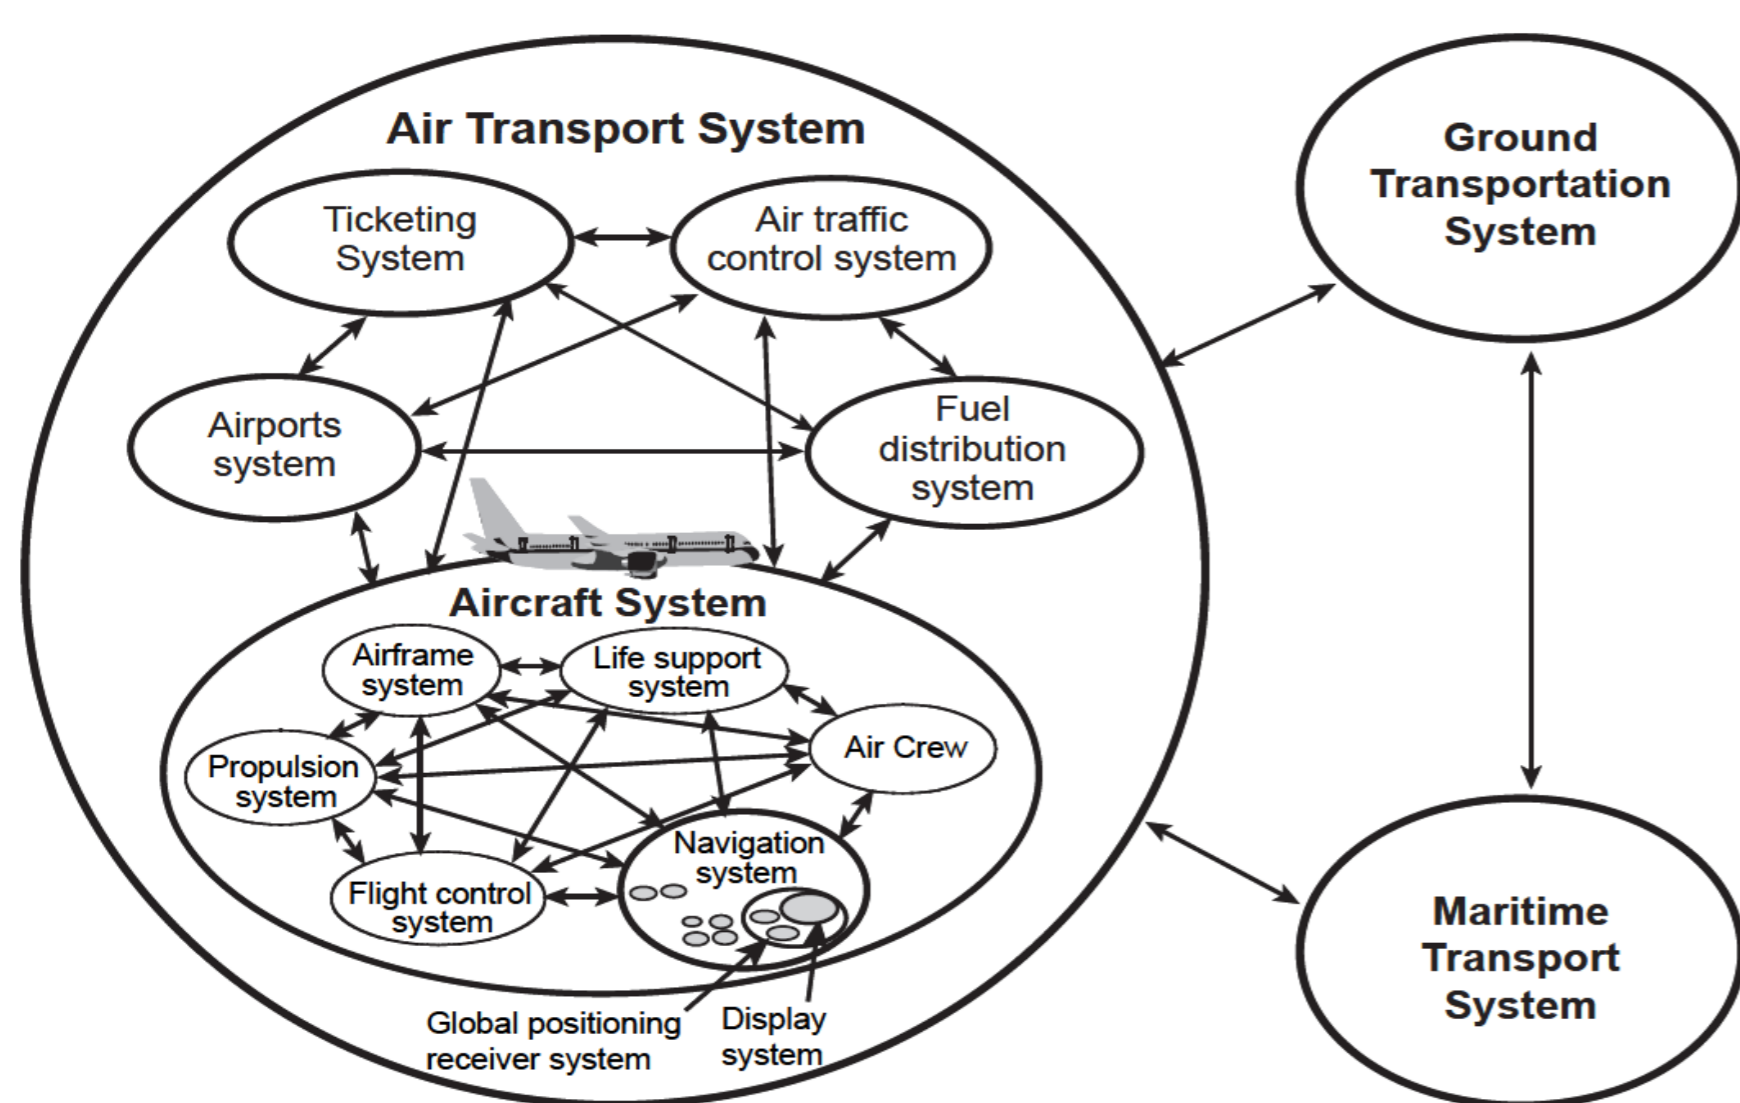 Air Transport System
Ticketing
System
Air traffic
control system
Airports
system
Fuel
distribution
system
Aircraft System
Airframe
system
Life support
system
Air Crew
Propulsion
system
Flight control
system
Navigation
system
Global positioning
receiver system
Display
system
Ground
Transportation
System
Maritime
Transport
System